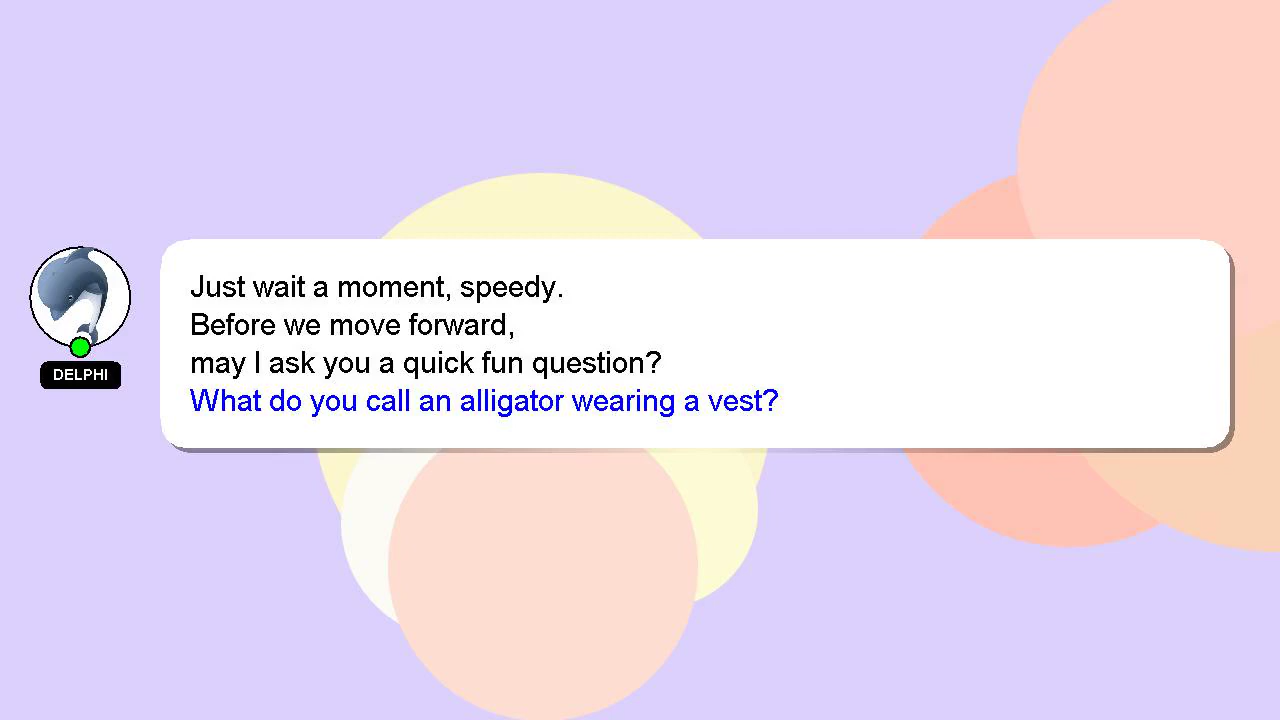 Just wait a moment, speedy.
Before we move forward,
may I ask you a quick fun question?
What do you call an alligator wearing a vest?
DELPHI